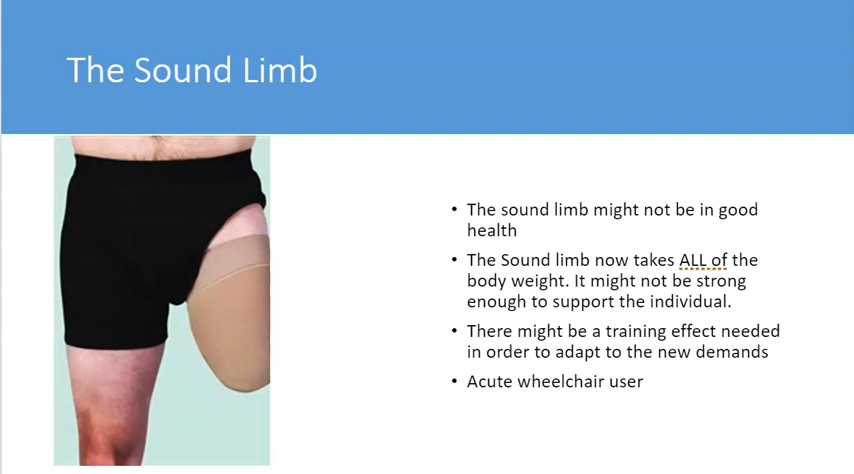 The Sound Limb
• The sound limb might not be in good
health
• The Sound limb now takes ALL of the
body weight. It might not be strong
enough to support the individual.
• There might be a training effect needed
in order to adapt to the new demands
• Acute wheelchair user